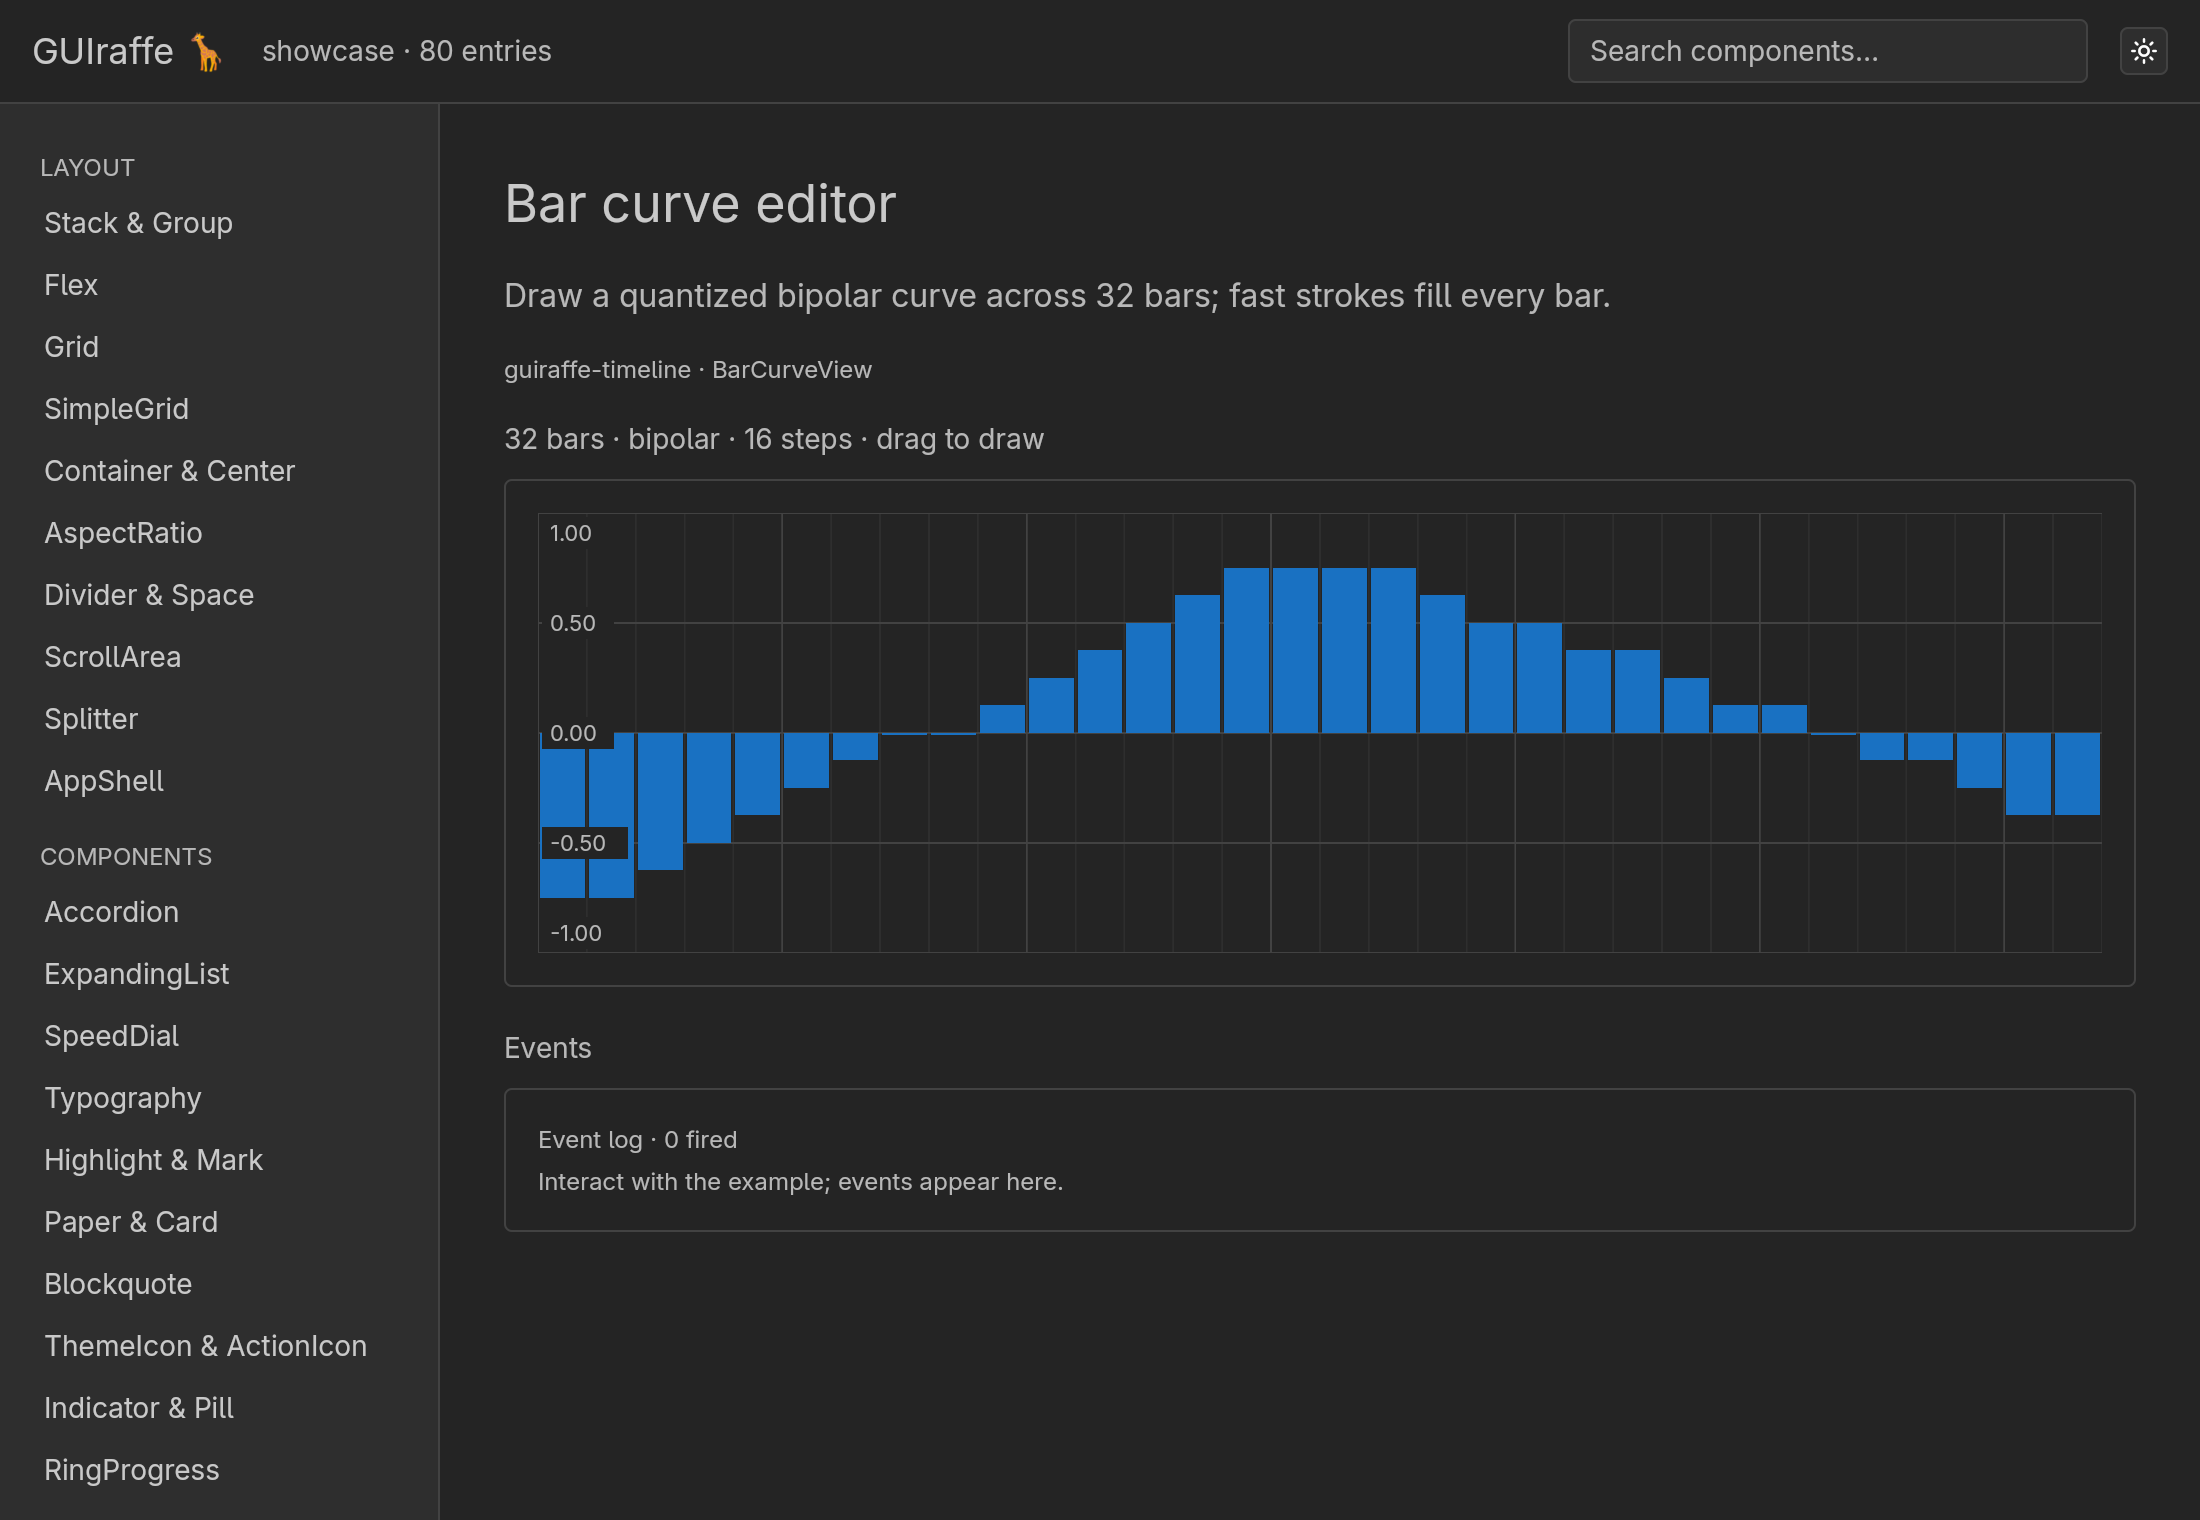 GUIraffe 🦒 showcase · 80 entries Search components...
LAYOUT
Stack & Group
Flex
Grid
SimpleGrid
Container & Center
AspectRatio
Divider & Space
ScrollArea
Splitter
AppShell
COMPONENTS
Accordion
ExpandingList
SpeedDial
Typography
Highlight & Mark
Paper & Card
Blockquote
ThemeIcon & ActionIcon
Indicator & Pill
RingProgress
Bar curve editor
Draw a quantized bipolar curve across 32 bars; fast strokes fill every bar.
guiraffe-timeline · BarCurveView
32 bars · bipolar · 16 steps · drag to draw
1.00
0.50
0.00
-0.50
-1.00
Events
Event log · 0 fired
Interact with the example; events appear here.